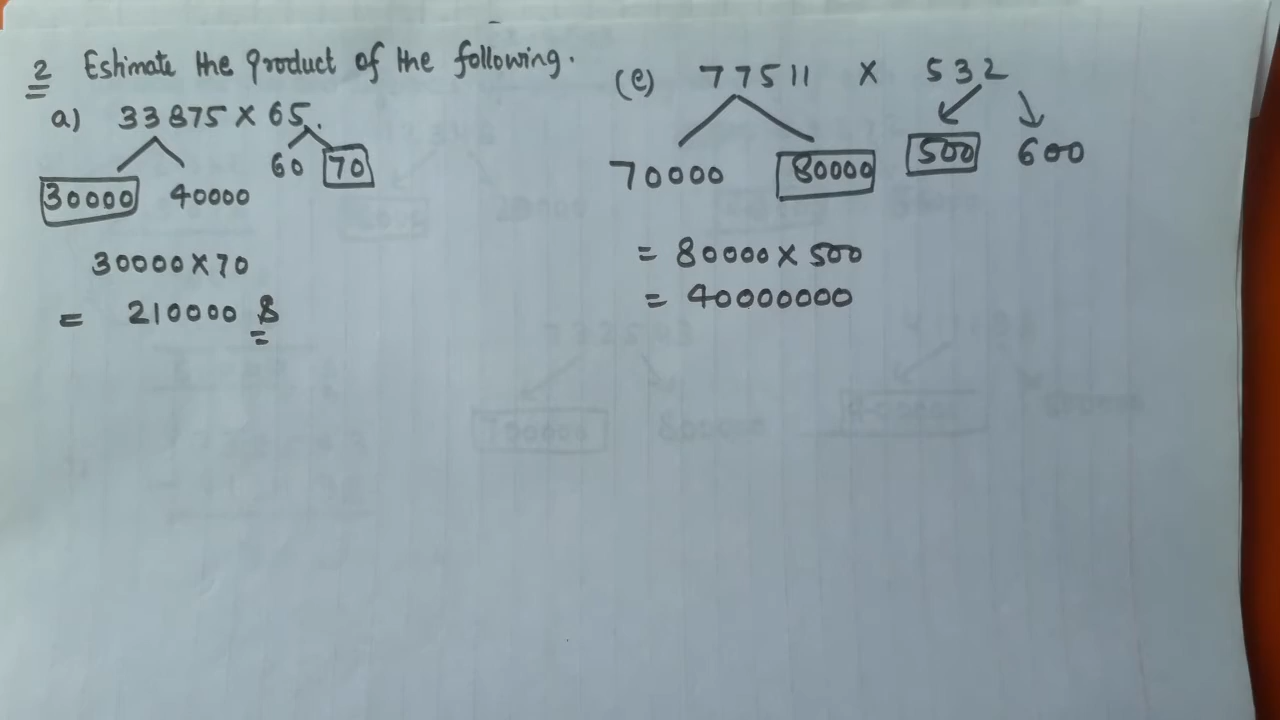 2 Eshimate the product of the following.
a) 33875 X 65.
60 70
30000 40000
30000 X 70
= 210000
(e) 77511 X 532
70000 80000 500 600
= 80000 X 500
= 40000000